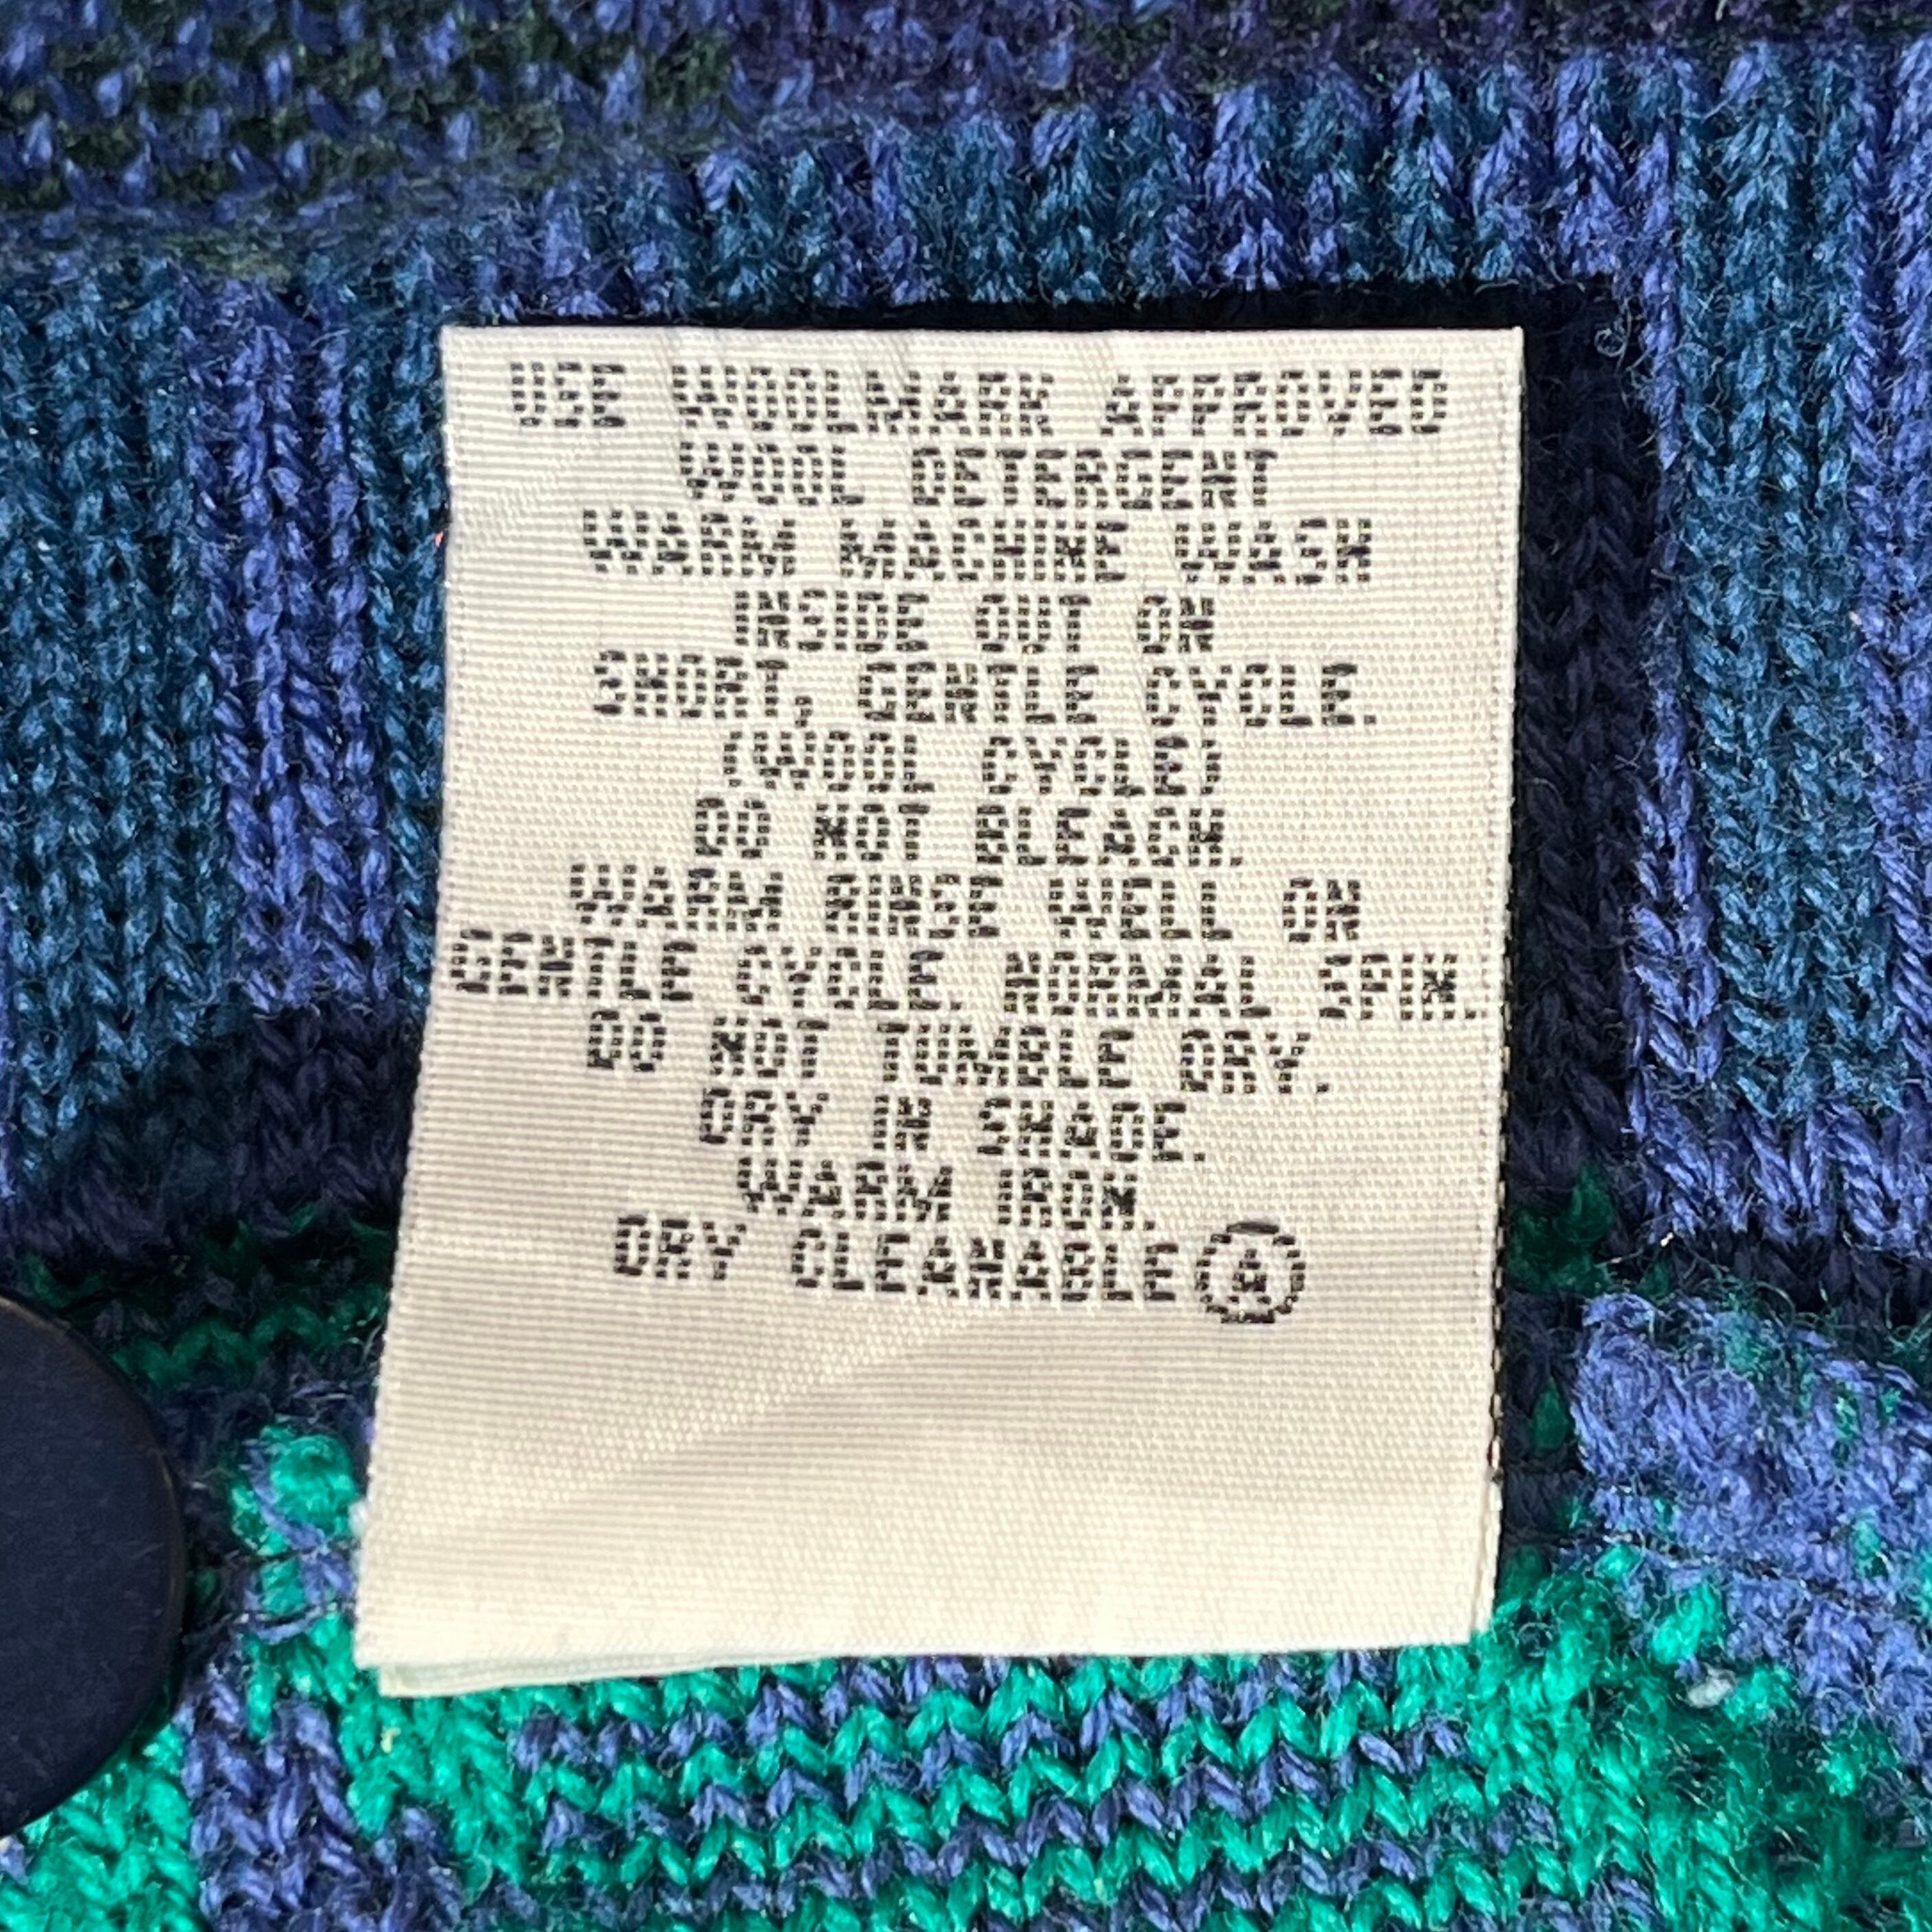 USE WOOLMARK APPROVED
WOOL DETERGENT
WARM MACHINE WASH
INSIDE OUT ON
SHORT, GENTLE CYCLE.
(WOOL CYCLE)
DO NOT BLEACH.
WARM RINSE WELL ON
GENTLE CYCLE. NORMAL SPIN.
DO NOT TUMBLE DRY.
DRY IN SHADE.
WARM IRON.
DRY CLEANABLE Ⓐ